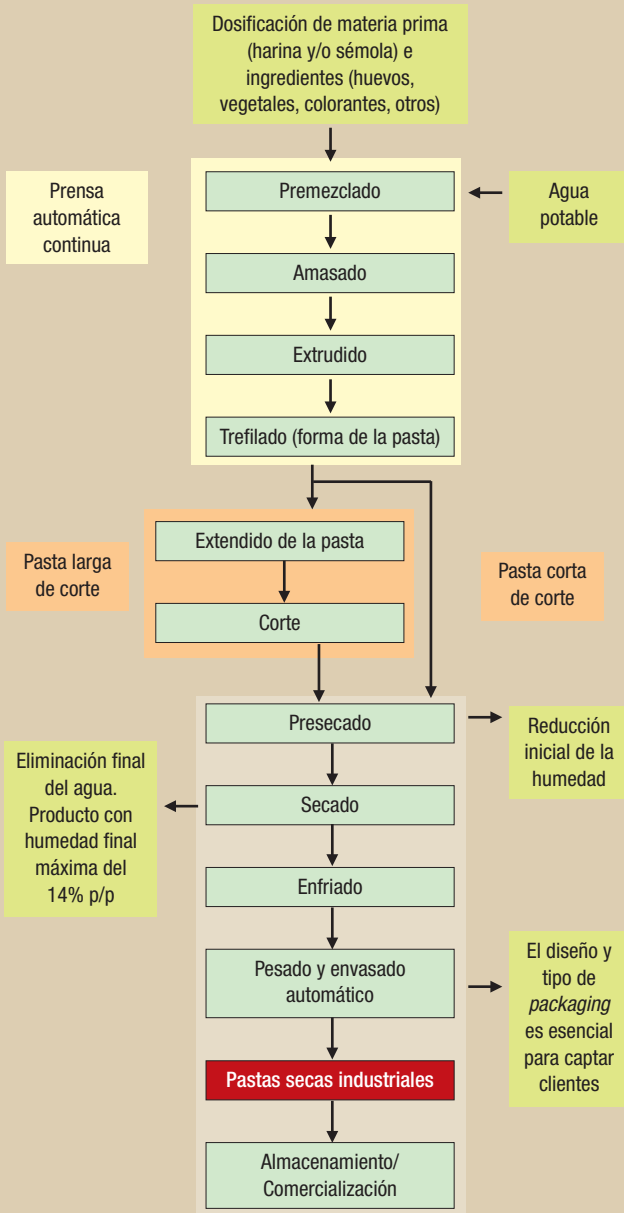 Dosificación de materia prima
(harina y/o sémola) e
ingredientes (huevos,
vegetales, colorantes, otros)
Prensa
automática
continua
Premezclado
Agua
potable
Amasado
Extrudido
Trefilado (forma de la pasta)
Pasta larga
de corte
Extendido de la pasta
Corte
Pasta corta
de corte
Presecado
Reducción
inicial de la
humedad
Eliminación final
del agua.
Producto con
humedad final
máxima del
14% p/p
Secado
Enfriado
Pesado y envasado
automático
El diseño y
tipo de
packaging
es esencial
para captar
clientes
Pastas secas industriales
Almacenamiento/
Comercialización